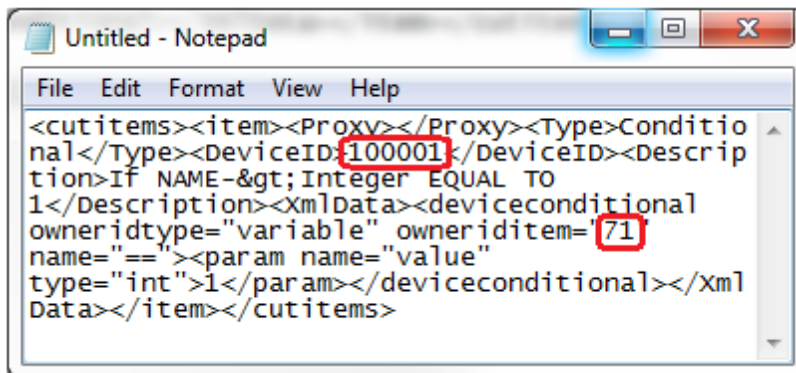 Untitled - Notepad
File Edit Format View Help
<cutitems><item><Proxy></Proxy><Type>Conditio
nal</Type><DeviceID>100001</DeviceID><Descrip
tion>If NAME-&gt;Integer EQUAL TO
1</Description><XmlData><deviceconditional
owneridtype="variable" owneriditem="71"
name="=="><param name="value"
type="int">1</param></deviceconditional></Xml
Data></item></cutitems>